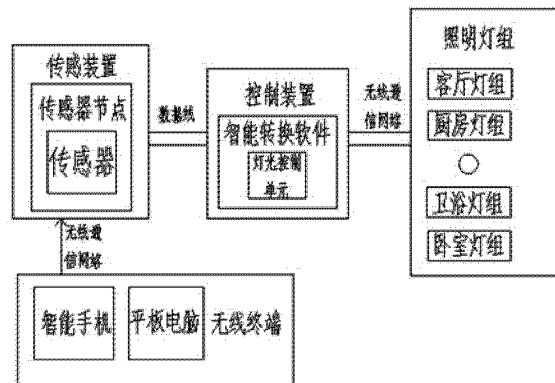 传感装置
传感器节点
传感器
数据线
控制装置
智能转换软件
灯光控制
单元
无线通
信网络
照明灯组
客厅灯组
厨房灯组
卫浴灯组
卧室灯组
无线通
信网络
智能手机
平板电脑
无线终端